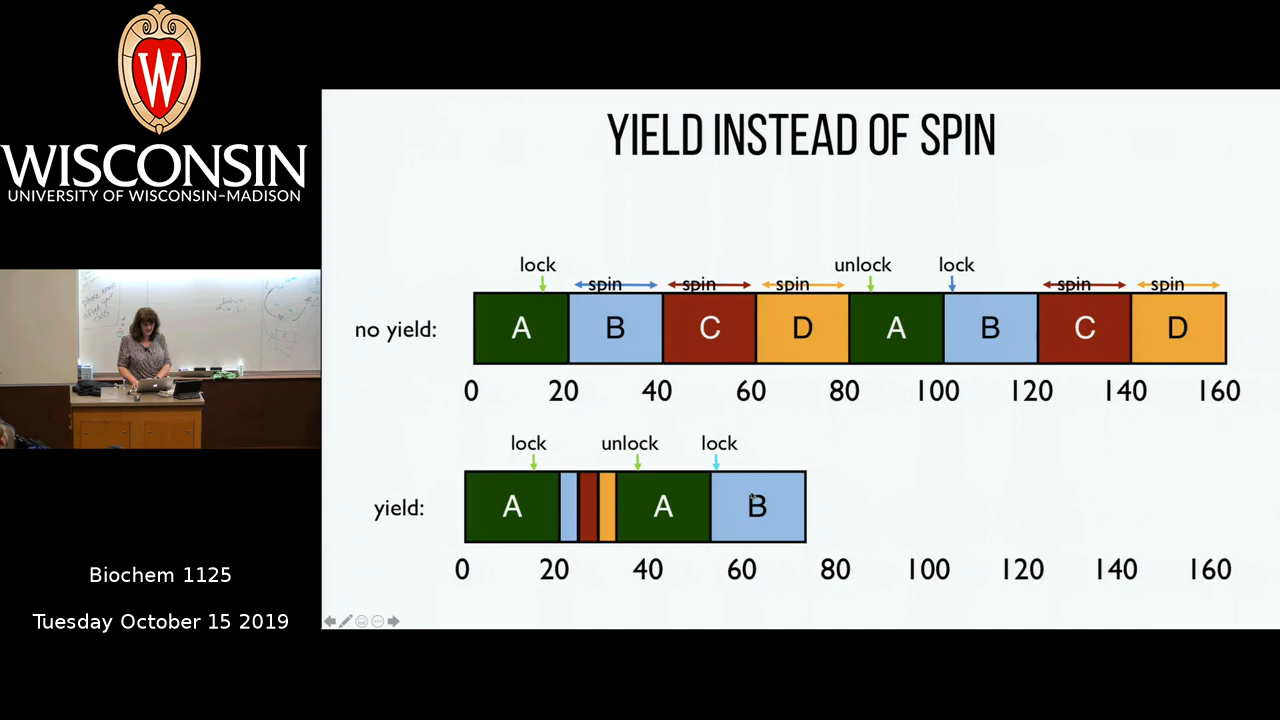 W
WISCONSIN
UNIVERSITY OF WISCONSIN–MADISON
Biochem 1125
Tuesday October 15 2019
YIELD INSTEAD OF SPIN
lock unlock lock
spin spin spin spin spin
no yield: A B C D A B C D
0 20 40 60 80 100 120 140 160
lock unlock lock
yield: A A B
0 20 40 60 80 100 120 140 160